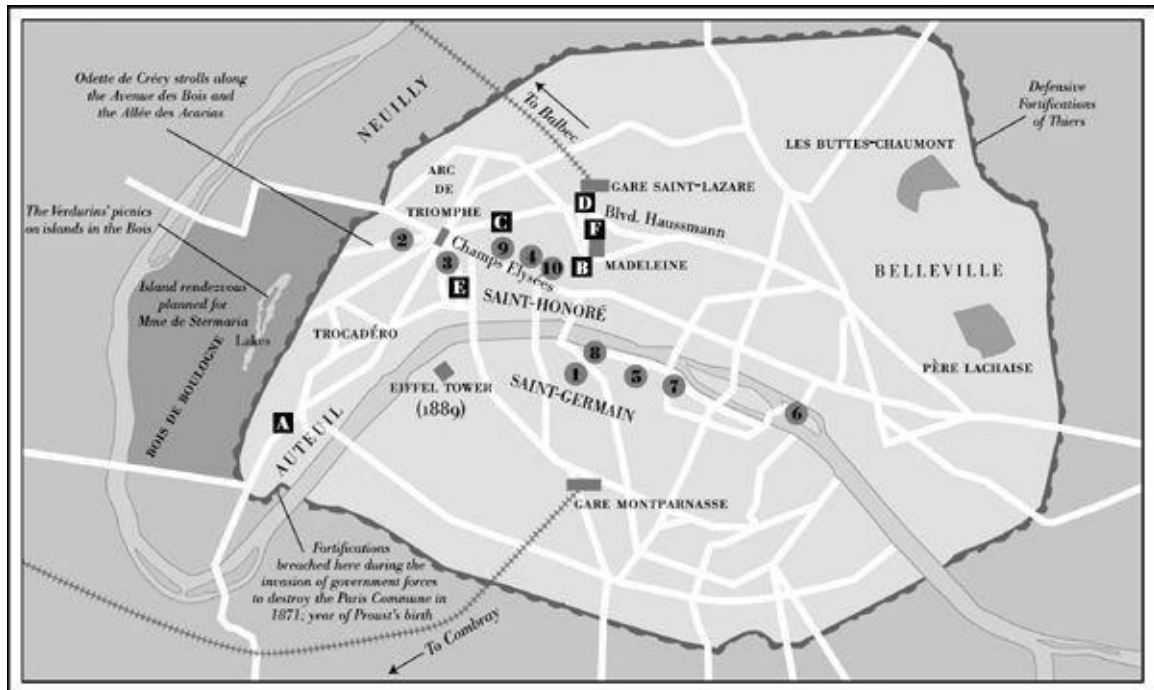 Odette de Crécy strolls along
the Avenue des Bois and
the Allée des Acacias
NEUILLY
To Balbec
Defensive
Fortifications
of Thiers
LES BUTTES-CHAUMONT
ARC
DE
TRIOMPHE
GARE SAINT-LAZARE
D
Blvd. Haussmann
C
F
The Verdurins' picnics
on islands in the Bois
2
9
4
10
B
MADELEINE
3
Champs Elysées
E
SAINT-HONORÉ
BELLEVILLE
Island rendezvous
planned for
Mme de Stermaria
Lakes
TROCADÉRO
8
1
5
7
6
SAINT-GERMAIN
PÈRE LACHAISE
EIFFEL TOWER
(1889)
BOIS DE BOULOGNE
A
AUTEUIL
GARE MONTPARNASSE
Fortifications
breached here during the
invasion of government forces
to destroy the Paris Commune in
1871; year of Proust's birth
To Combray